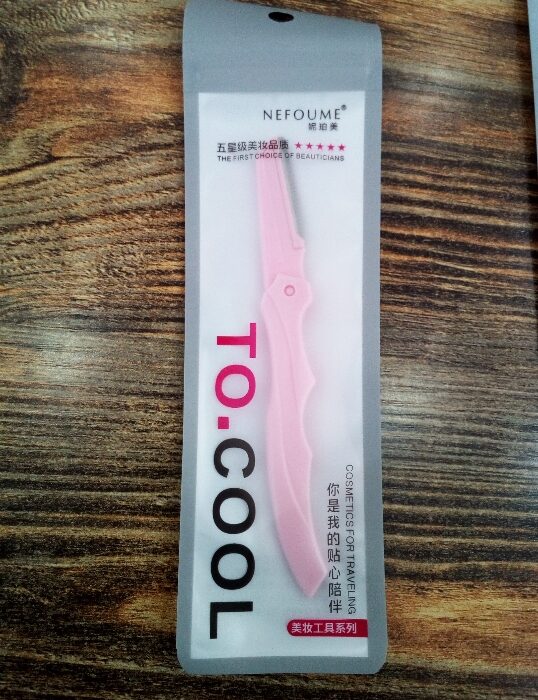 NEFOUME®
妮珀美
五星级美妆品质 ★★★★★
THE FIRST CHOICE OF BEAUTICIANS
TO.COOL
COSMETICS FOR TRAVELING
你是我的贴心陪伴
美妆工具系列